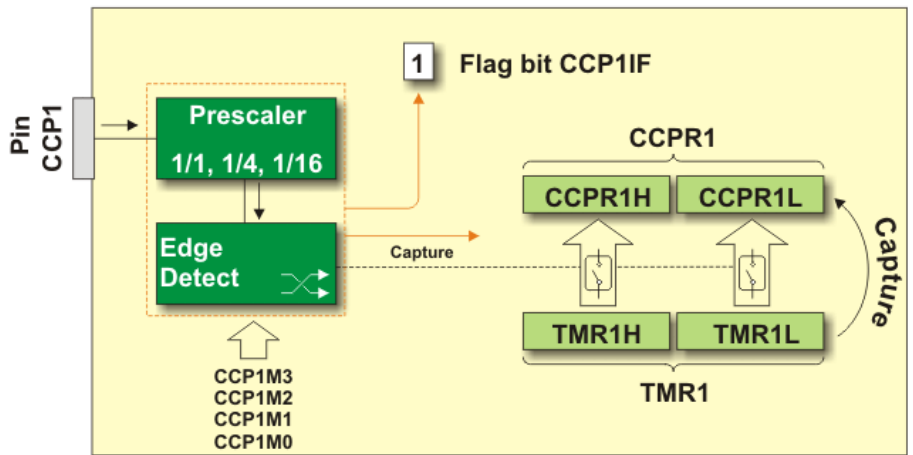 1 Flag bit CCP1IF
Pin
CCP1
Prescaler
1/1, 1/4, 1/16
Edge
Detect
Capture
CCPR1
CCPR1H CCPR1L
Capture
TMR1H TMR1L
TMR1
CCP1M3
CCP1M2
CCP1M1
CCP1M0